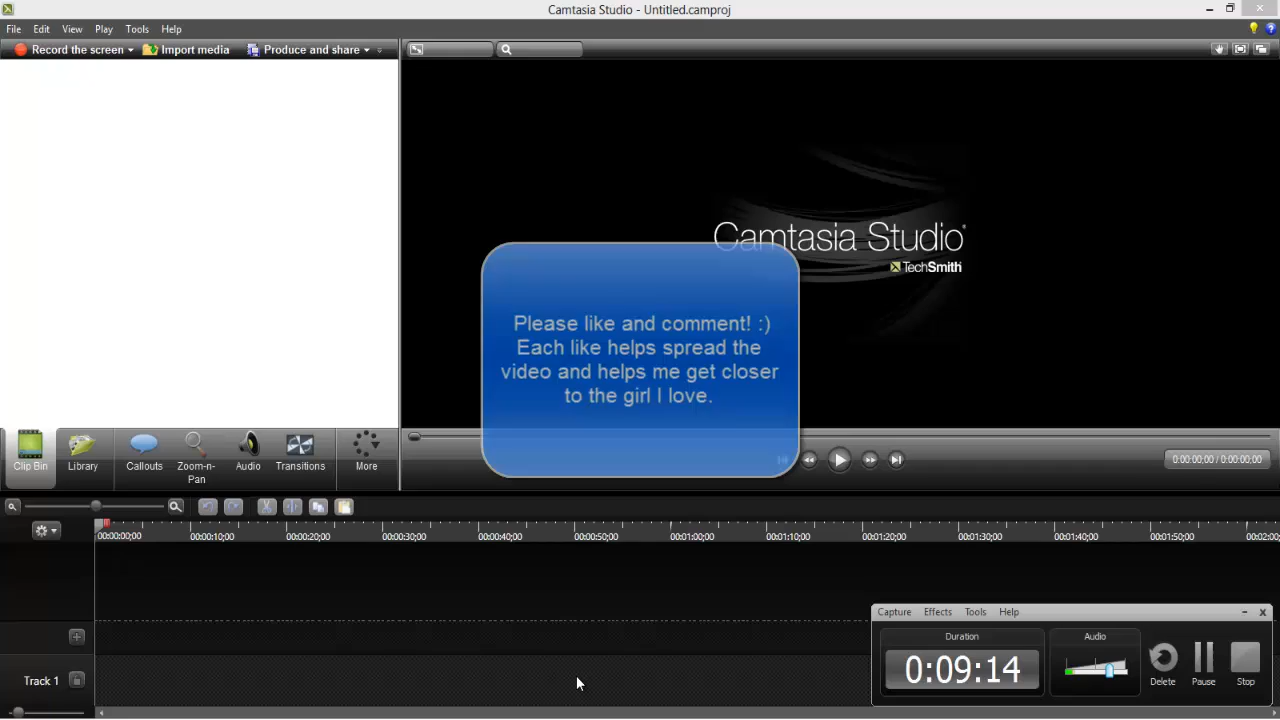 Camtasia Studio - Untitled.camproj
File Edit View Play Tools Help
Record the screen Import media Produce and share
Camtasia Studio®
TechSmith
Please like and comment! :)
Each like helps spread the
video and helps me get closer
to the girl I love.
Clip Bin Library Callouts Zoom-n-
Pan Audio Transitions More
0:00:00;00 / 0:00:00;00
00:00:00;00 00:00:10;00 00:00:20;00 00:00:30;00 00:00:40;00 00:00:50;00 00:01:00;00 00:01:10;00 00:01:20;00 00:01:30;00 00:01:40;00 00:01:50;00 00:02:00;
Capture Effects Tools Help
Duration Audio
0:09:14
Delete Pause Stop
Track 1